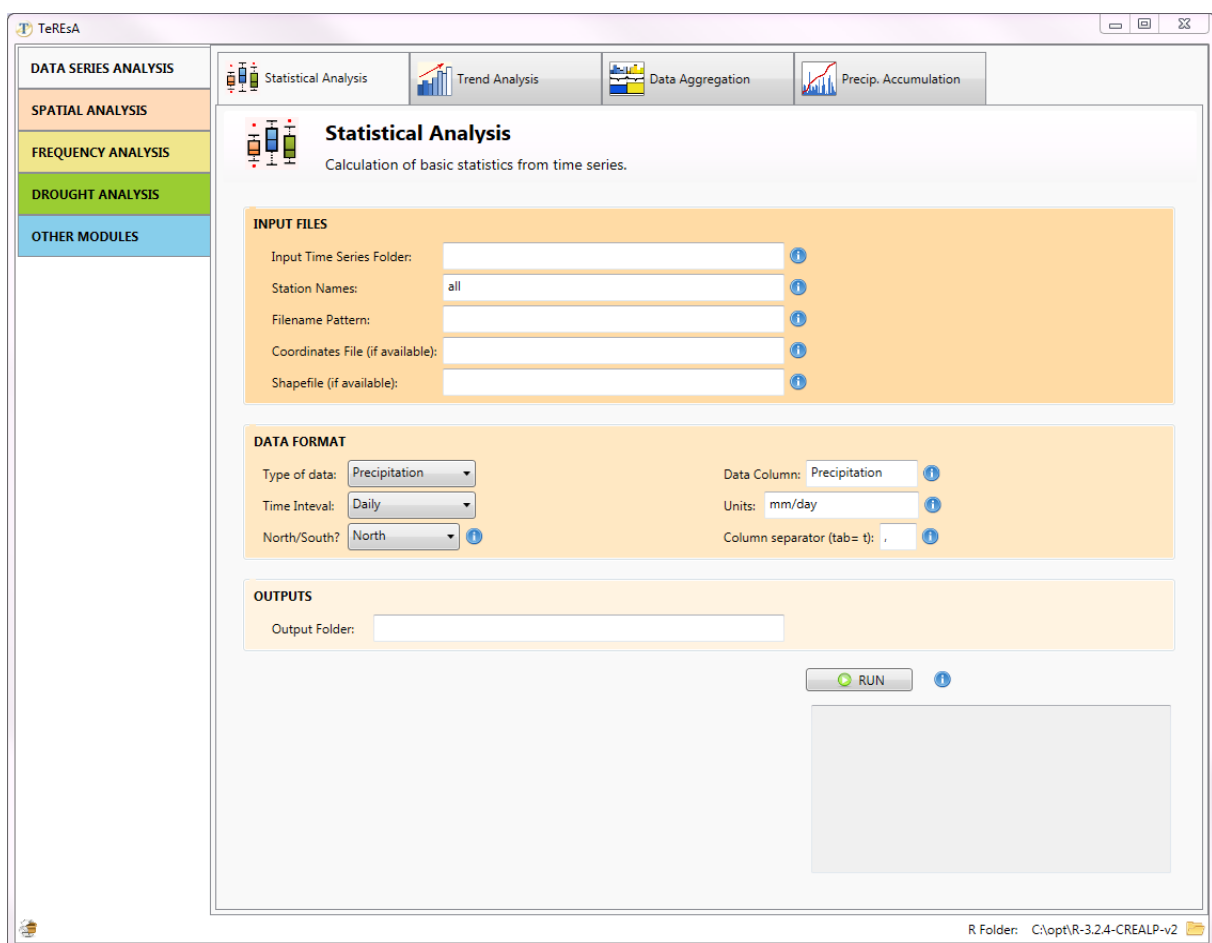 TeREsA
DATA SERIES ANALYSIS
SPATIAL ANALYSIS
FREQUENCY ANALYSIS
DROUGHT ANALYSIS
OTHER MODULES
Statistical Analysis
Trend Analysis
Data Aggregation
Precip. Accumulation
Statistical Analysis
Calculation of basic statistics from time series.
INPUT FILES
Input Time Series Folder:
Station Names: all
Filename Pattern:
Coordinates File (if available):
Shapefile (if available):
DATA FORMAT
Type of data: Precipitation
Data Column: Precipitation
Time Inteval: Daily
Units: mm/day
North/South? North
Column separator (tab= t): ,
OUTPUTS
Output Folder:
RUN
R Folder: C:\opt\R-3.2.4-CREALP-v2